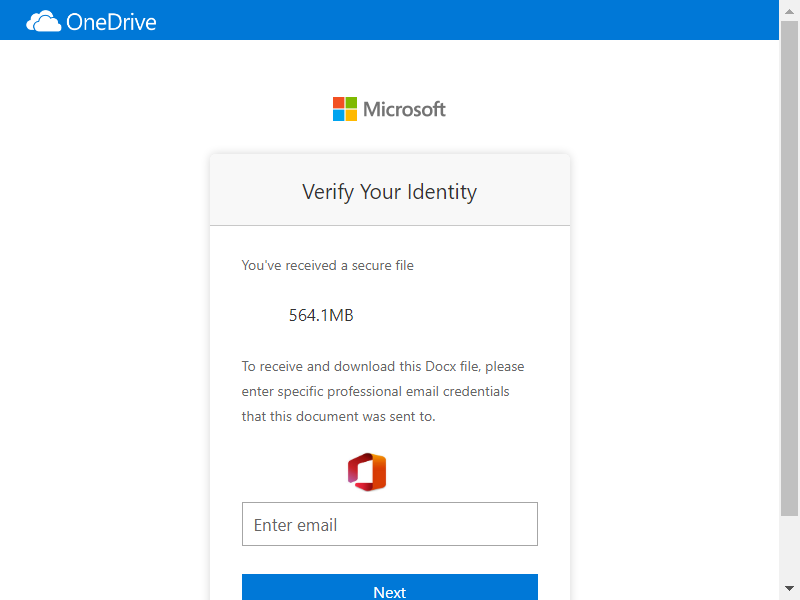 OneDrive
Microsoft
Verify Your Identity
You've received a secure file
564.1MB
To receive and download this Docx file, please
enter specific professional email credentials
that this document was sent to.
Enter email
Next